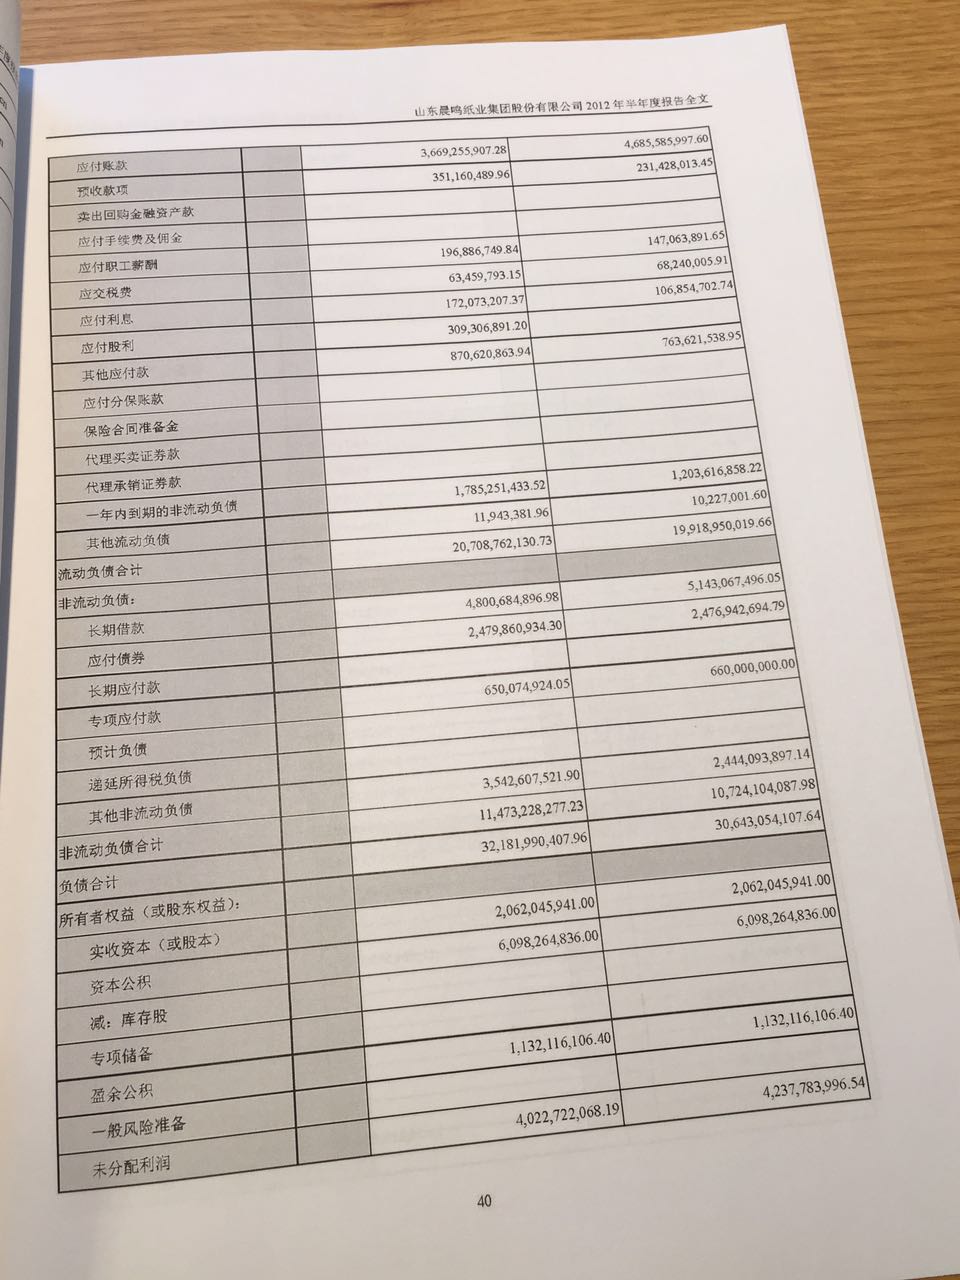 山东晨鸣纸业集团股份有限公司 2012 年半年度报告全文
应付账款 3,669,255,907.28 4,685,585,997.60
预收款项 351,160,489.96 231,428,013.45
卖出回购金融资产款
应付手续费及佣金
应付职工薪酬 196,886,749.84 147,063,891.65
应交税费 63,459,793.15 68,240,005.91
应付利息 172,073,207.37 106,854,702.74
应付股利 309,306,891.20
其他应付款 870,620,863.94 763,621,538.95
应付分保账款
保险合同准备金
代理买卖证券款
代理承销证券款
一年内到期的非流动负债 1,785,251,433.52 1,203,616,858.22
其他流动负债 11,943,381.96 10,227,001.60
流动负债合计 20,708,762,130.73 19,918,950,019.66
非流动负债：
长期借款 4,800,684,896.98 5,143,067,496.05
应付债券 2,479,860,934.30 2,476,942,694.79
长期应付款
专项应付款 650,074,924.05 660,000,000.00
预计负债
递延所得税负债
其他非流动负债 3,542,607,521.90 2,444,093,897.14
非流动负债合计 11,473,228,277.23 10,724,104,087.98
负债合计 32,181,990,407.96 30,643,054,107.64
所有者权益（或股东权益）：
实收资本（或股本） 2,062,045,941.00 2,062,045,941.00
资本公积 6,098,264,836.00 6,098,264,836.00
减：库存股
专项储备
盈余公积 1,132,116,106.40 1,132,116,106.40
一般风险准备
未分配利润 4,022,722,068.19 4,237,783,996.54
40